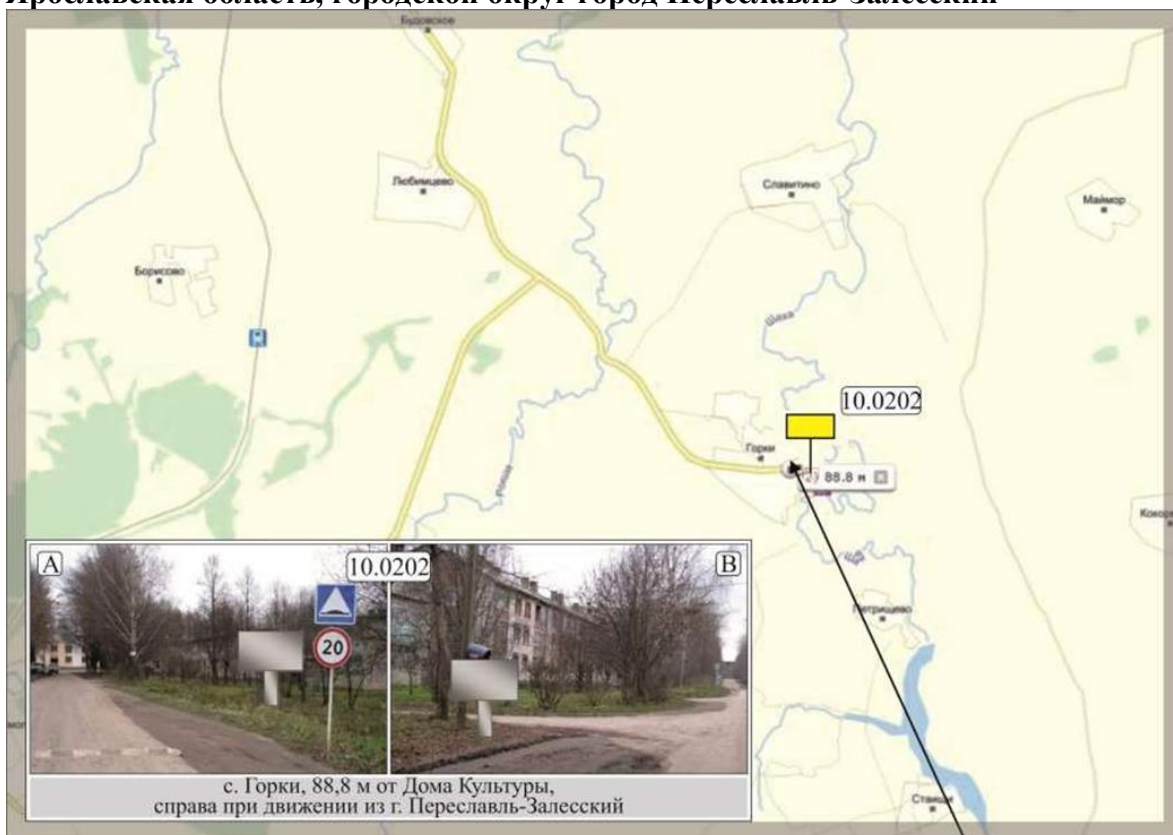 Ярославская область, городской округ город Переславль-Залесский
Будовское
Любимцево
Славитино
Маймор
Борисово
Шаха
10.0202
Горки
88.8 м
Рокша
Петрищево
A
10.0202
B
20
с. Горки, 88,8 м от Дома Культуры,
справа при движении из г. Переславль-Залесский